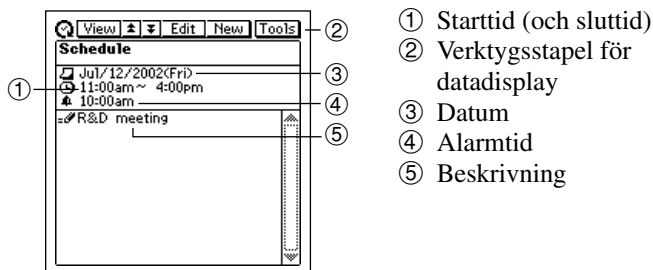 View Edit New Tools ②
Schedule
Jul/12/2002(Fri) ③
① 11:00am~ 4:00pm
10:00am ④
R&D meeting
⑤
① Starttid (och sluttid)
② Verktygsstapel för
datadisplay
③ Datum
④ Alarmtid
⑤ Beskrivning